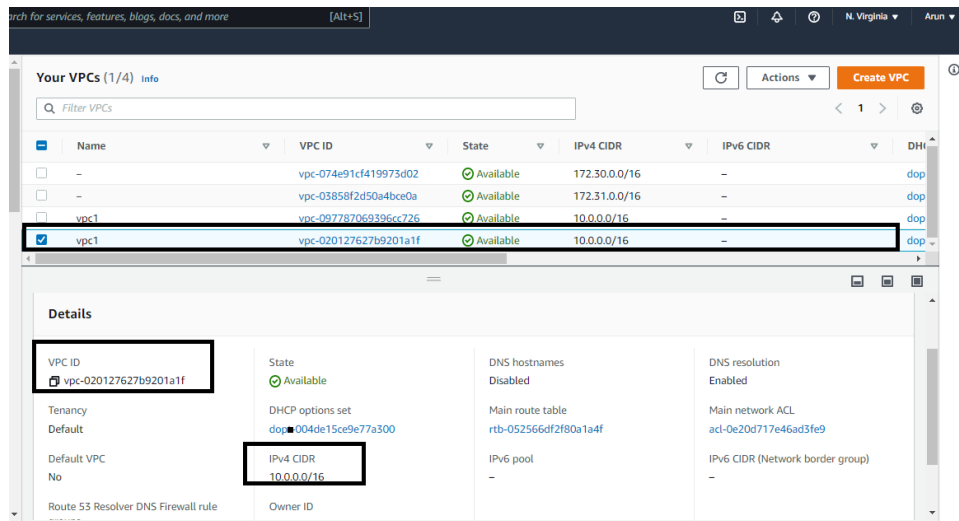 arch for services, features, blogs, docs, and more [Alt+S] N. Virginia ▼ Arun ▼
Your VPCs (1/4) Info Actions ▼ Create VPC
Filter VPCs < 1 >
Name VPC ID State IPv4 CIDR IPv6 CIDR DH
– vpc-074e91cf419973d02 Available 172.30.0.0/16 – dop
– vpc-03858f2d50a4bce0a Available 172.31.0.0/16 – dop
vpc1 vpc-097787069396cc726 Available 10.0.0.0/16 – dop
vpc1 vpc-020127627b9201a1f Available 10.0.0.0/16 – dop
Details
VPC ID State DNS hostnames DNS resolution
vpc-020127627b9201a1f Available Disabled Enabled
Tenancy DHCP options set Main route table Main network ACL
Default dop 004de15ce9e77a300 rtb-052566df2f80a1a4f acl-0e20d717e46ad3fe9
Default VPC IPv4 CIDR IPv6 pool IPv6 CIDR (Network border group)
No 10.0.0.0/16 – –
Route 53 Resolver DNS Firewall rule Owner ID